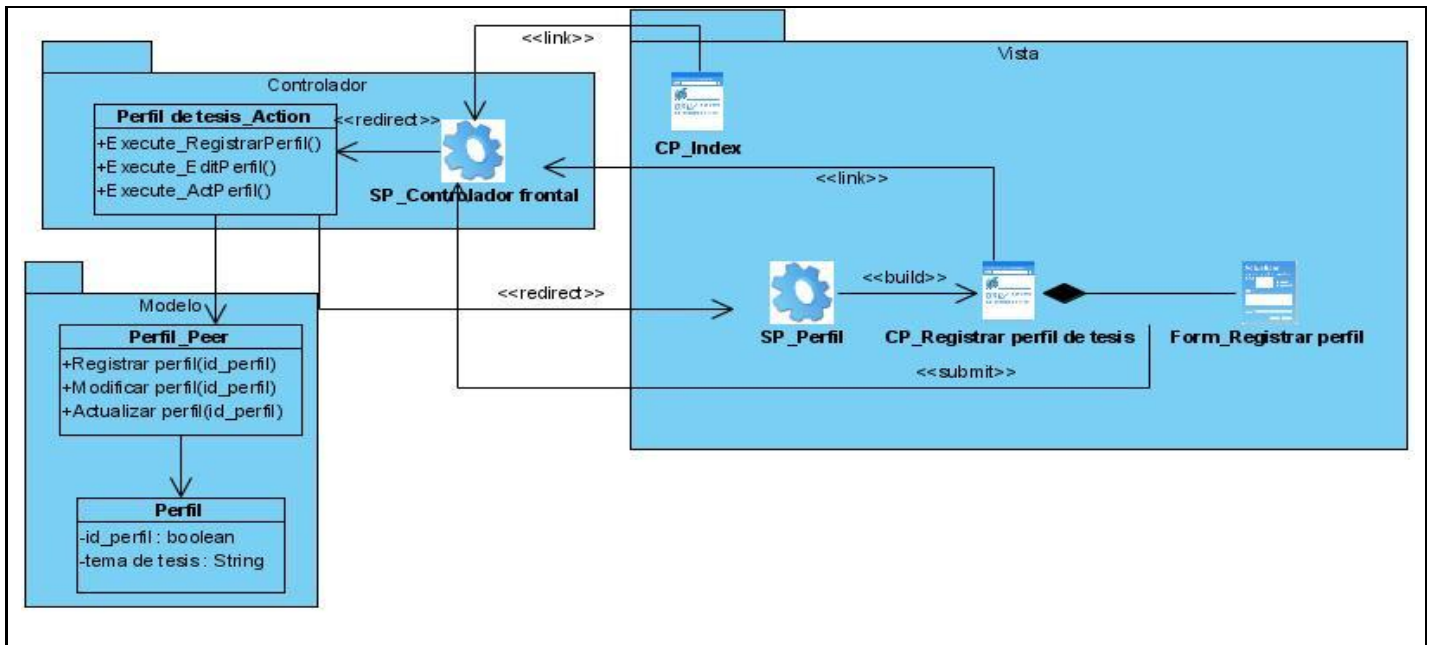 <<link>>
Vista
Controlador
Perfil de tesis_Action
+Execute_RegistrarPerfil()
+Execute_EditPerfil()
+Execute_ActPerfil()
<<redirect>>
SP_Controlador frontal
CP_Index
<<link>>
<<redirect>>
<<build>>
SP_Perfil
CP_Registrar perfil de tesis
Form_Registrar perfil
<<submit>>
Modelo
Perfil_Peer
+Registrar perfil(id_perfil)
+Modificar perfil(id_perfil)
+Actualizar perfil(id_perfil)
Perfil
-id_perfil : boolean
-tema de tesis : String